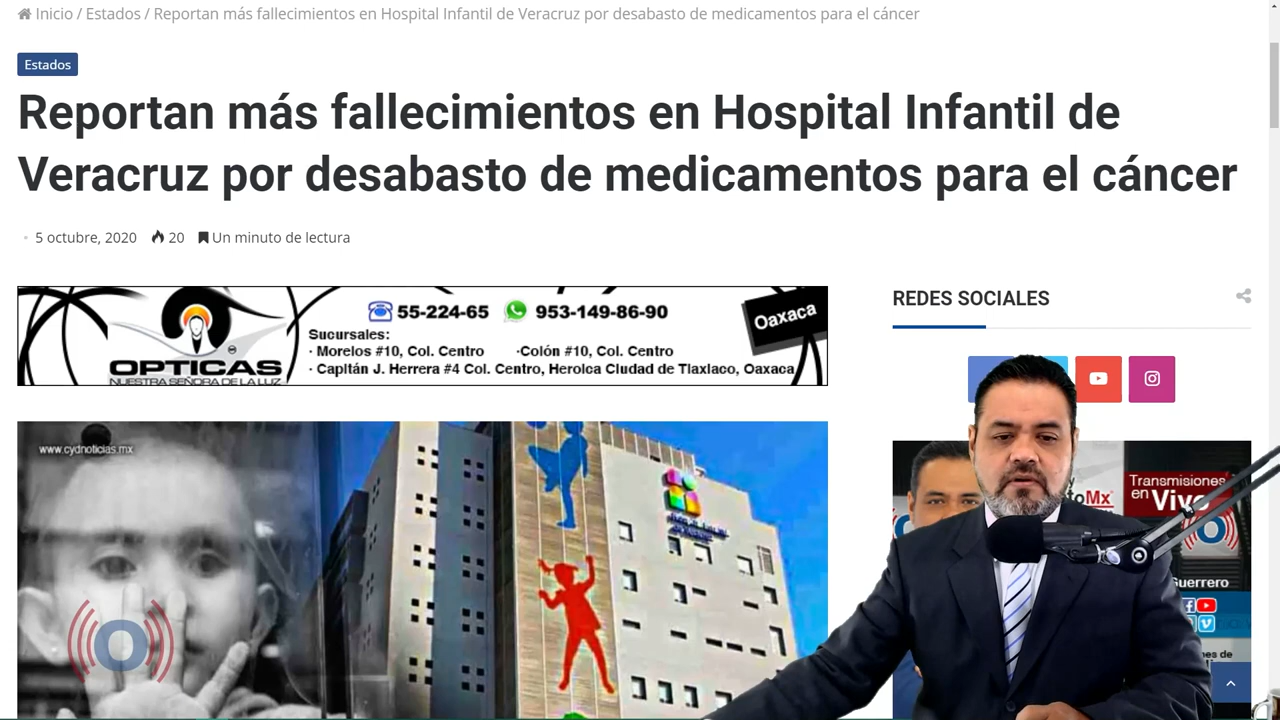 Inicio / Estados / Reportan más fallecimientos en Hospital Infantil de Veracruz por desabasto de medicamentos para el cáncer
Estados
Reportan más fallecimientos en Hospital Infantil de
Veracruz por desabasto de medicamentos para el cáncer
5 octubre, 2020 20 Un minuto de lectura
55-224-65 953-149-86-90
Oaxaca
Sucursales:
· Morelos #10, Col. Centro ·Colón #10, Col. Centro
· Capitán J. Herrera #4 Col. Centro, Heroica Ciudad de Tlaxiaco, Oaxaca
OPTICAS
NUESTRA SEÑORA DE LA LUZ
REDES SOCIALES
www.cydnoticias.mx
Transmisiones
en Vivo
Mx
Guerrero